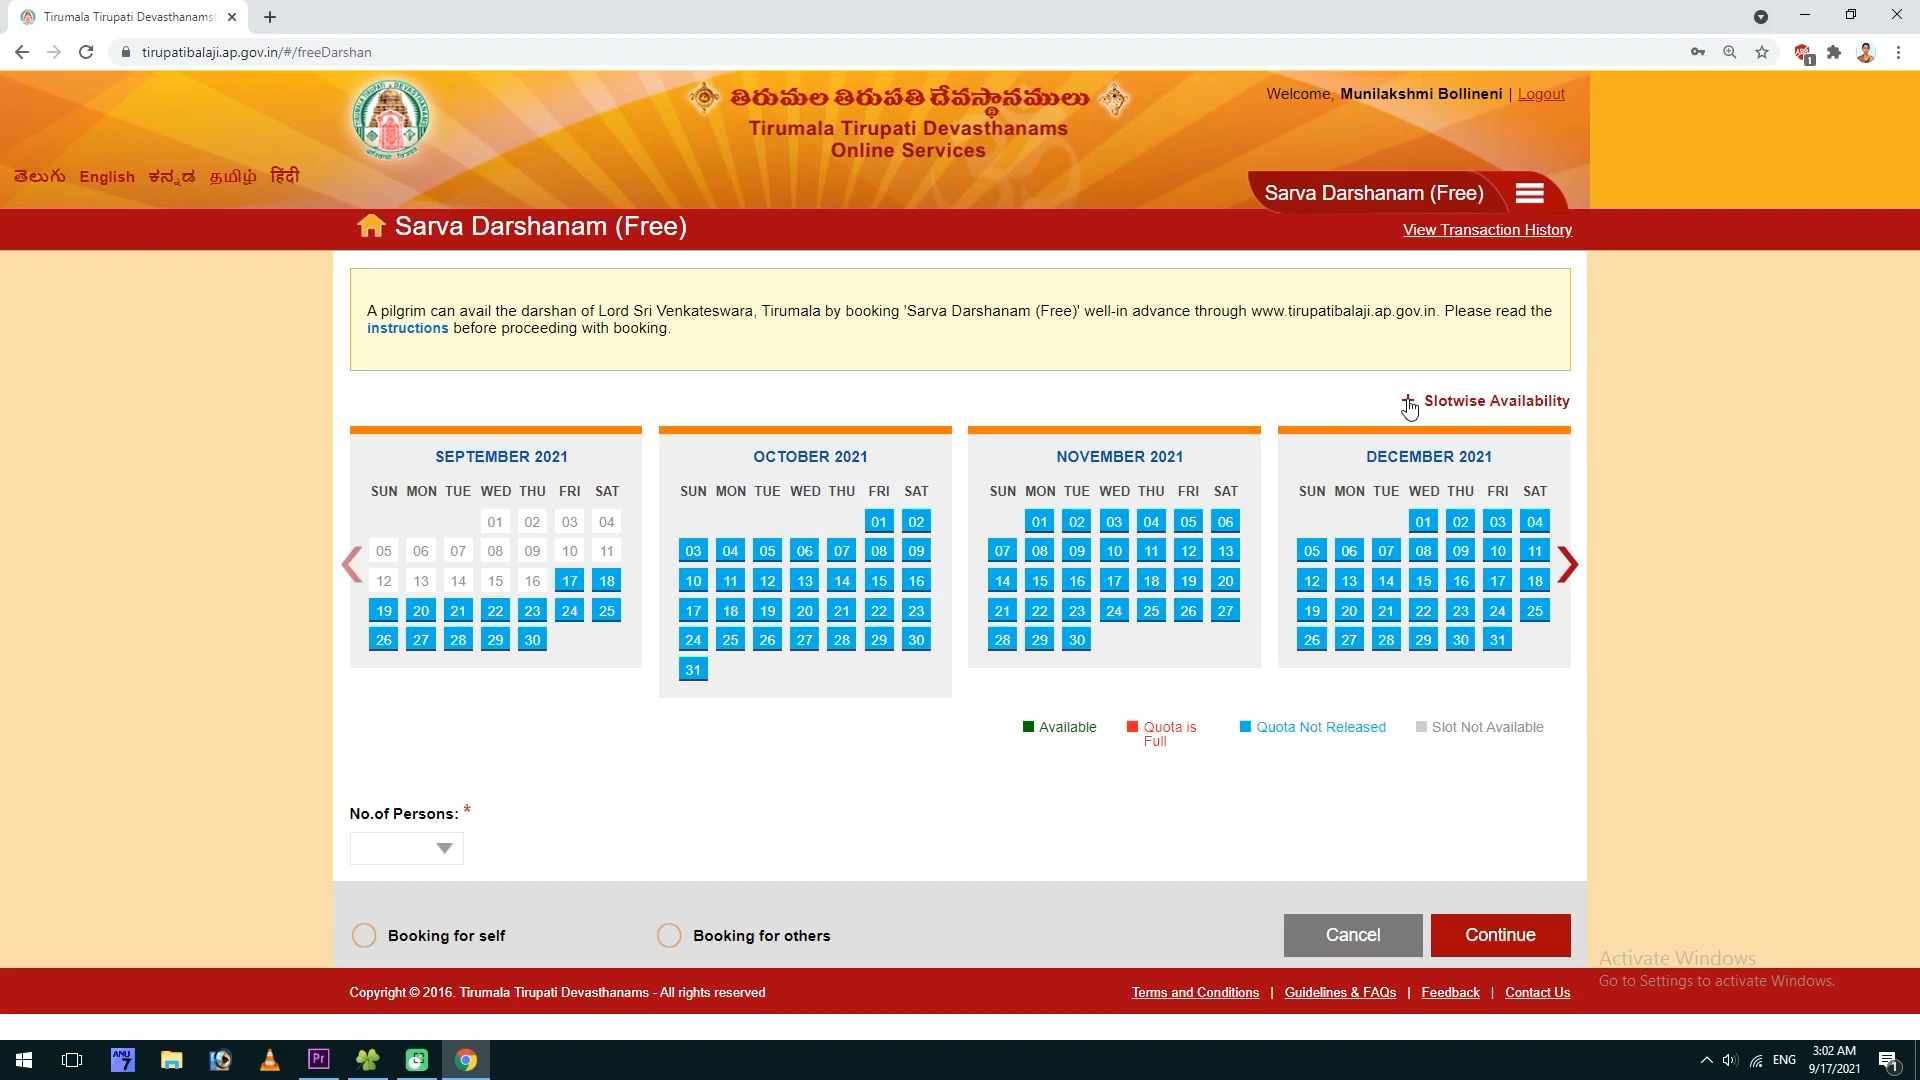 Tirumala Tirupati Devasthanams(
tirupatibalaji.ap.gov.in/#/freeDarshan
తిరుమల తిరుపతి దేవస్థానములు
Tirumala Tirupati Devasthanams
Online Services
Welcome, Munilakshmi Bollineni | Logout
తెలుగు English ಕನ್ನಡ தமிழ் हिंदी
Sarva Darshanam (Free)
Sarva Darshanam (Free)
View Transaction History
A pilgrim can avail the darshan of Lord Sri Venkateswara, Tirumala by booking 'Sarva Darshanam (Free)' well-in advance through www.tirupatibalaji.ap.gov.in. Please read the
instructions before proceeding with booking.
Slotwise Availability
SEPTEMBER 2021
SUN MON TUE WED THU FRI SAT
01 02 03 04
05 06 07 08 09 10 11
12 13 14 15 16 17 18
19 20 21 22 23 24 25
26 27 28 29 30
OCTOBER 2021
SUN MON TUE WED THU FRI SAT
01 02
03 04 05 06 07 08 09
10 11 12 13 14 15 16
17 18 19 20 21 22 23
24 25 26 27 28 29 30
31
NOVEMBER 2021
SUN MON TUE WED THU FRI SAT
01 02 03 04 05 06
07 08 09 10 11 12 13
14 15 16 17 18 19 20
21 22 23 24 25 26 27
28 29 30
DECEMBER 2021
SUN MON TUE WED THU FRI SAT
01 02 03 04
05 06 07 08 09 10 11
12 13 14 15 16 17 18
19 20 21 22 23 24 25
26 27 28 29 30 31
Available
Quota is
Full
Quota Not Released
Slot Not Available
No.of Persons: *
Booking for self
Booking for others
Cancel
Continue
Activate Windows
Go to Settings to activate Windows.
Copyright © 2016. Tirumala Tirupati Devasthanams - All rights reserved
Terms and Conditions | Guidelines & FAQs | Feedback | Contact Us
ANU
7
Pr
ENG
3:02 AM
9/17/2021
1